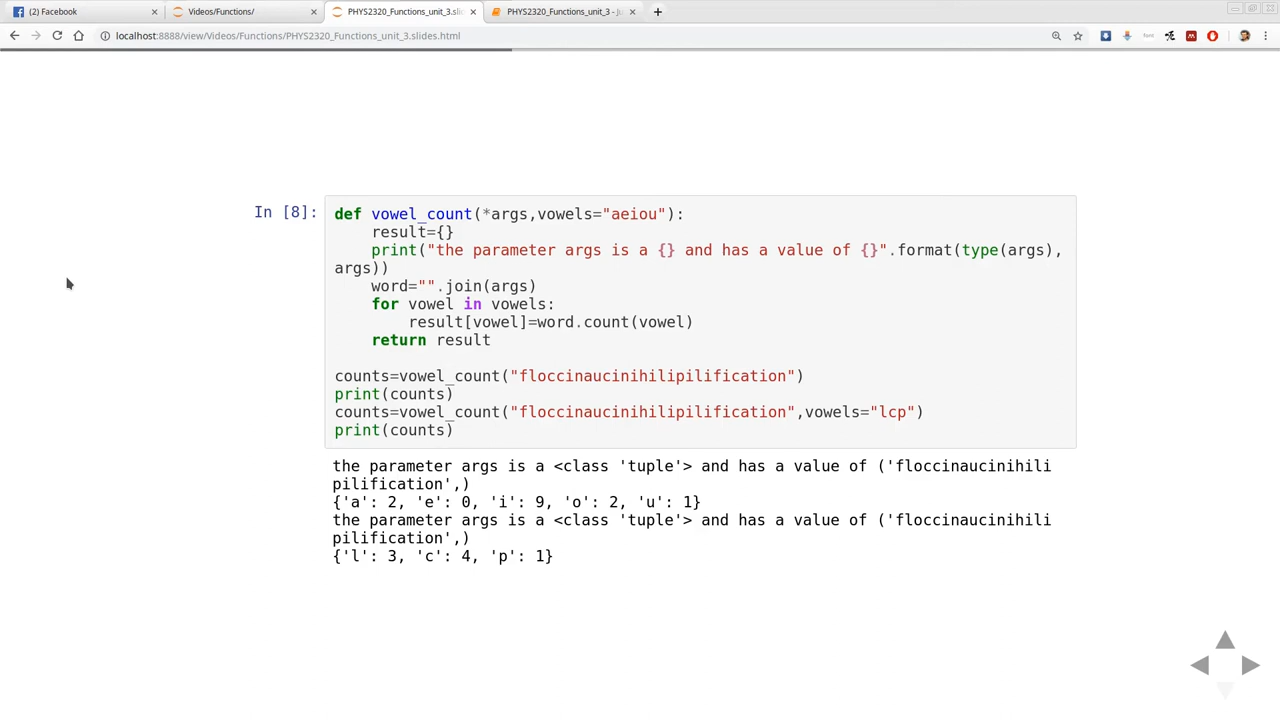 (2) Facebook
Videos/Functions/
PHYS2320_Functions_unit_3.slid
PHYS2320_Functions_unit_3 - Ju
localhost:8888/view/Videos/Functions/PHYS2320_Functions_unit_3.slides.html
In [8]:
def vowel_count(*args,vowels="aeiou"):
    result={}
    print("the parameter args is a {} and has a value of {}".format(type(args),
args))
    word="".join(args)
    for vowel in vowels:
        result[vowel]=word.count(vowel)
    return result
counts=vowel_count("floccinaucinihilipilification")
print(counts)
counts=vowel_count("floccinaucinihilipilification",vowels="lcp")
print(counts)
the parameter args is a <class 'tuple'> and has a value of ('floccinaucinihili
pilification',)
{'a': 2, 'e': 0, 'i': 9, 'o': 2, 'u': 1}
the parameter args is a <class 'tuple'> and has a value of ('floccinaucinihili
pilification',)
{'l': 3, 'c': 4, 'p': 1}